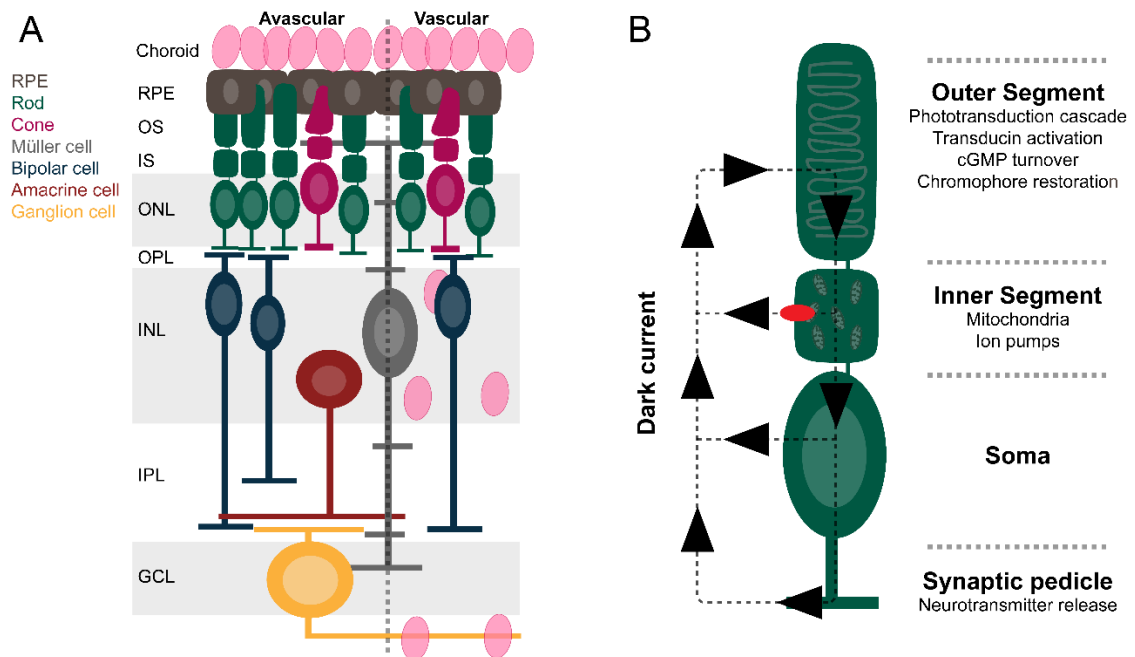 A
Avascular
Vascular
Choroid
RPE
Rod
Cone
Müller cell
Bipolar cell
Amacrine cell
Ganglion cell
RPE
OS
IS
ONL
OPL
INL
IPL
GCL
B
Dark current
Outer Segment
Phototransduction cascade
Transducin activation
cGMP turnover
Chromophore restoration
Inner Segment
Mitochondria
Ion pumps
Soma
Synaptic pedicle
Neurotransmitter release